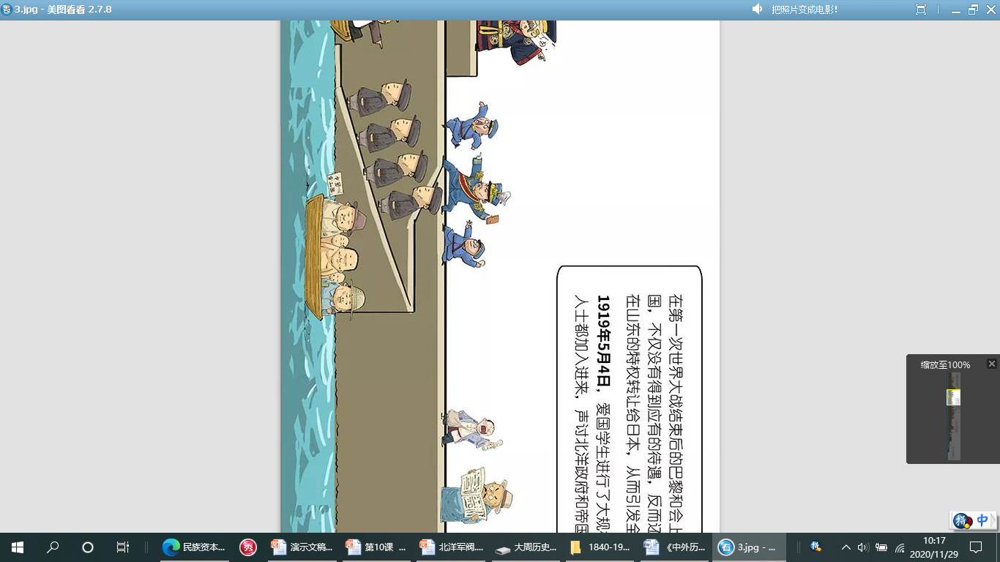 3.jpg - 美图看看 2.7.8
把照片变成电影!
在第一次世界大战结束后的巴黎和会上
国，不仅没有得到应有的待遇，反而还
在山东的特权转让给日本，从而引发全
1919年5月4日，爱国学生进行了大规
人士都加入进来，声讨北洋政府和帝国
缩放至100%
中
民族资本...
秀
演示文稿...
第10课 ...
北洋军阀....
大周历史...
1840-19...
《中外历...
看
3.jpg - ...
10:17
2020/11/29